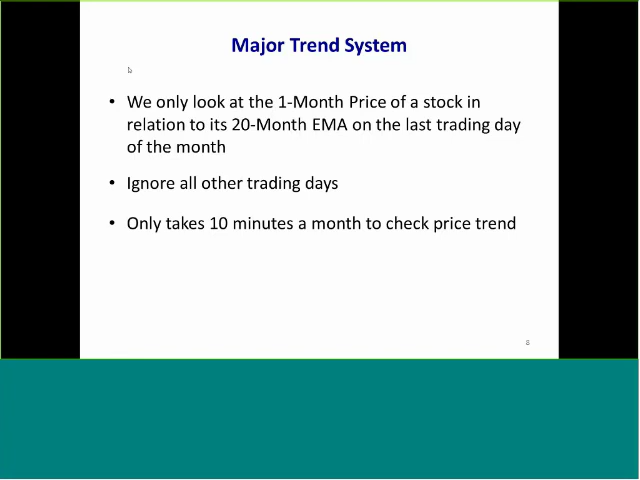 Major Trend System
• We only look at the 1-Month Price of a stock in
relation to its 20-Month EMA on the last trading day
of the month
• Ignore all other trading days
• Only takes 10 minutes a month to check price trend